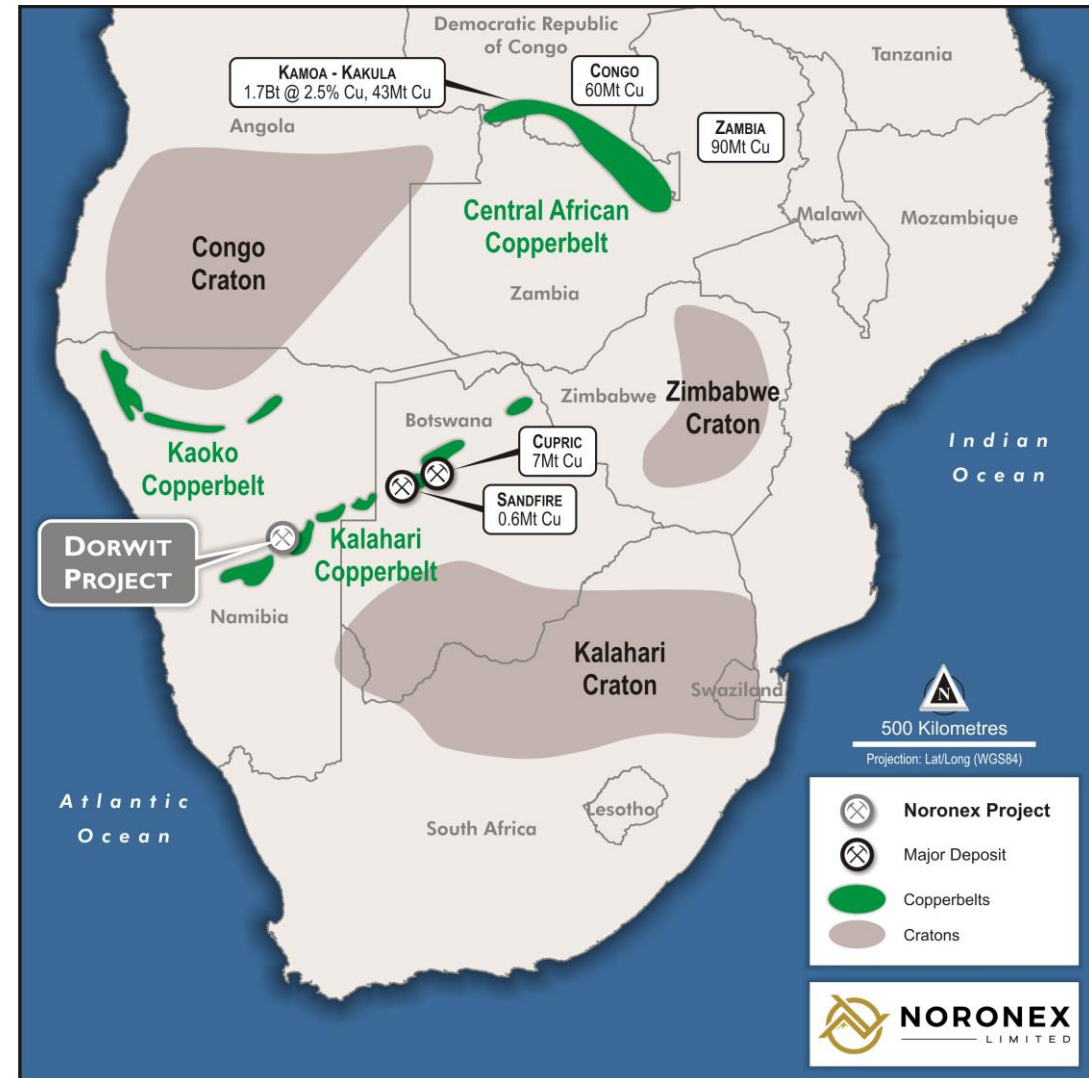 Democratic Republic
of Congo
Tanzania
KAMOA - KAKULA
1.7Bt @ 2.5% Cu, 43Mt Cu
CONGO
60Mt Cu
Angola
ZAMBIA
90Mt Cu
Central African
Copperbelt
Malawi
Mozambique
Congo
Craton
Zambia
Zimbabwe
Zimbabwe
Craton
Botswana
Kaoko
Copperbelt
CUPRIC
7Mt Cu
SANDFIRE
0.6Mt Cu
Indian
Ocean
DORWIT
PROJECT
Kalahari
Copperbelt
Namibia
Kalahari
Craton
Swaziland
N
500 Kilometres
Projection: Lat/Long (WGS84)
Atlantic
Ocean
South Africa
Lesotho
Noronex Project
Major Deposit
Copperbelts
Cratons
NORONEX
LIMITED